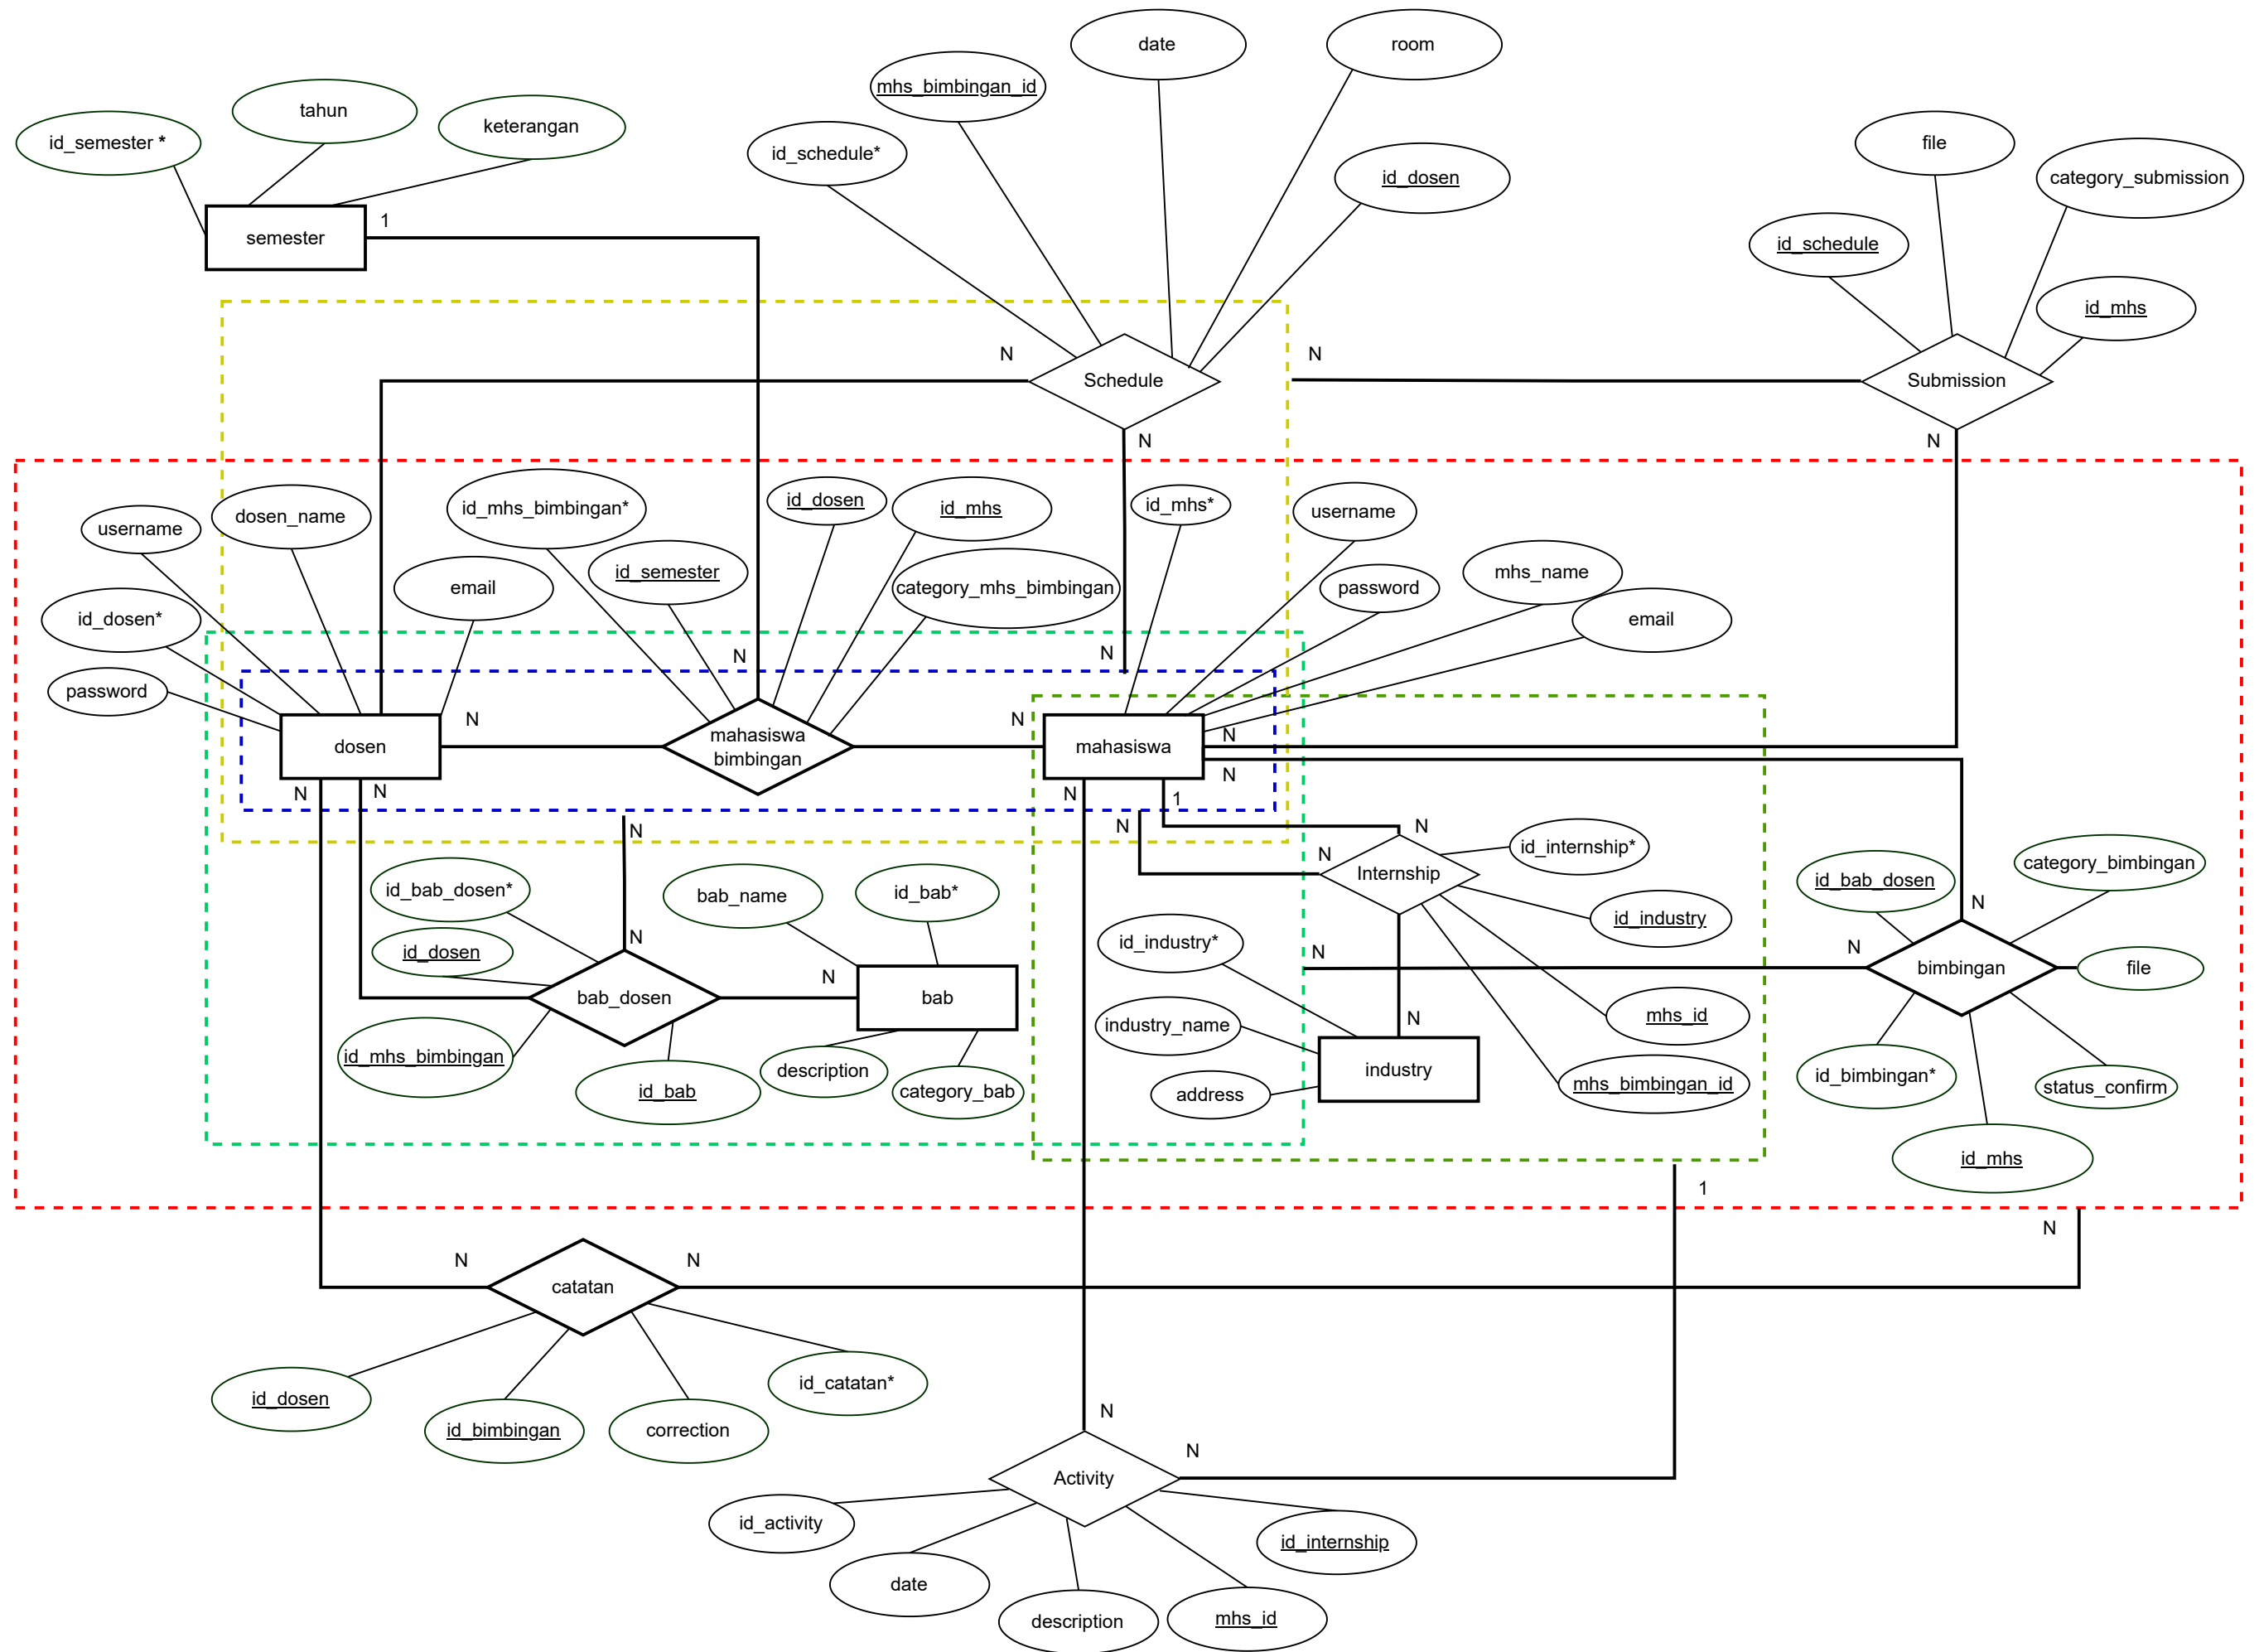 date
room
mhs_bimbingan_id
tahun
keterangan
id_semester *
id_schedule*
id_dosen
file
category_submission
semester
1
id_schedule
id_mhs
N
Schedule
N
Submission
N
N
id_mhs_bimbingan*
id_dosen
id_mhs
id_mhs*
username
username
dosen_name
id_semester
category_mhs_bimbingan
password
mhs_name
email
id_dosen*
email
password
N
N
dosen
N
mahasiswa
bimbingan
N
mahasiswa
N
N
N
N
N
1
N
N
N
N
id_internship*
Internship
id_bab_dosen*
bab_name
id_bab*
id_industry
id_bab_dosen
category_bimbingan
id_dosen
N
N
bab_dosen
bab
id_industry*
N
N
N
bimbingan
file
id_mhs_bimbingan
id_bab
description
category_bab
industry_name
address
N
industry
mhs_id
mhs_bimbingan_id
id_bimbingan*
status_confirm
id_mhs
1
N
N
catatan
N
id_dosen
id_bimbingan
correction
id_catatan*
N
N
Activity
id_activity
date
description
mhs_id
id_internship